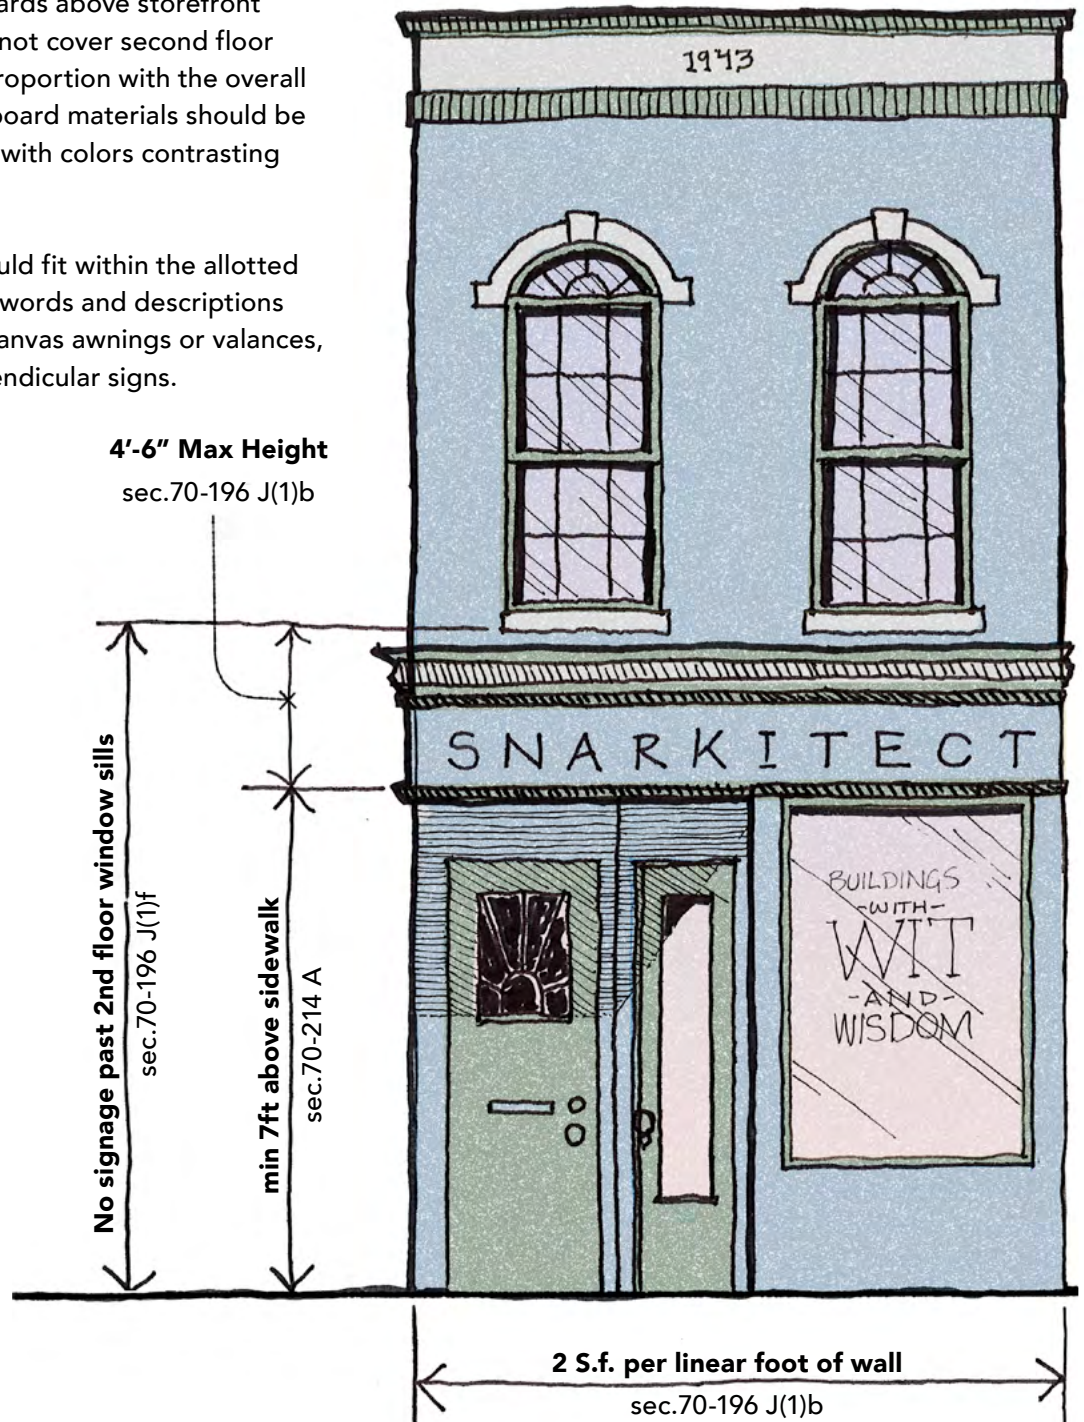 ards above storefront
not cover second floor
roportion with the overall
board materials should be
with colors contrasting
uld fit within the allotted
words and descriptions
anvas awnings or valances,
endicular signs.
4'-6” Max Height
sec.70-196 J(1)b
1943
SNARKITECT
BUILDINGS
-WITH-
WIT
-AND-
WISDOM
No signage past 2nd floor window sills
sec.70-196 J(1)f
min 7ft above sidewalk
sec.70-214 A
2 S.f. per linear foot of wall
sec.70-196 J(1)b